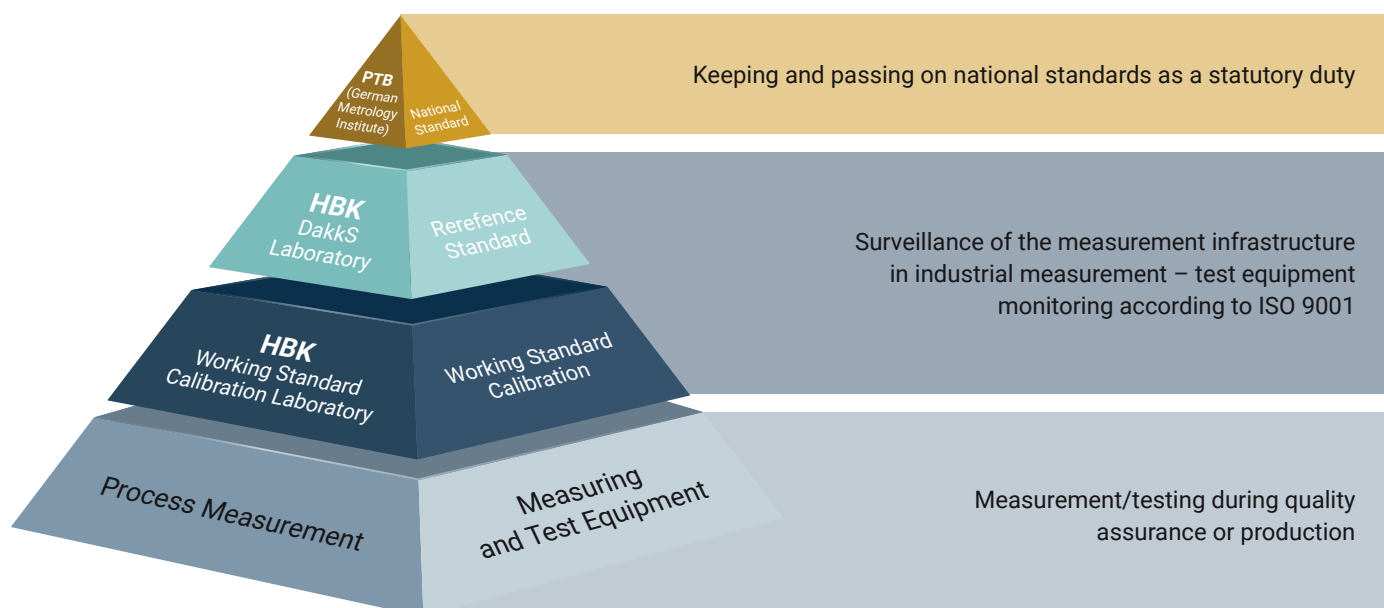 PTB
(German
Metrology
Institute)
National
Standard
Keeping and passing on national standards as a statutory duty
HBK
DakkS
Laboratory
Rerefence
Standard
Surveillance of the measurement infrastructure
in industrial measurement – test equipment
monitoring according to ISO 9001
HBK
Working Standard
Calibration Laboratory
Working Standard
Calibration
Process Measurement
Measuring
and Test Equipment
Measurement/testing during quality
assurance or production